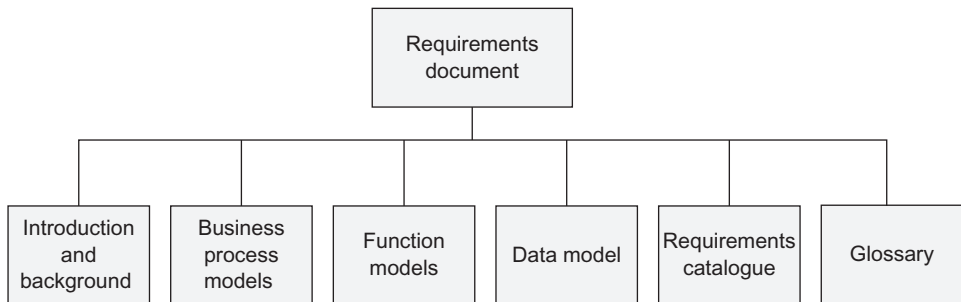 Requirements
document
Introduction
and
background
Business
process
models
Function
models
Data model
Requirements
catalogue
Glossary